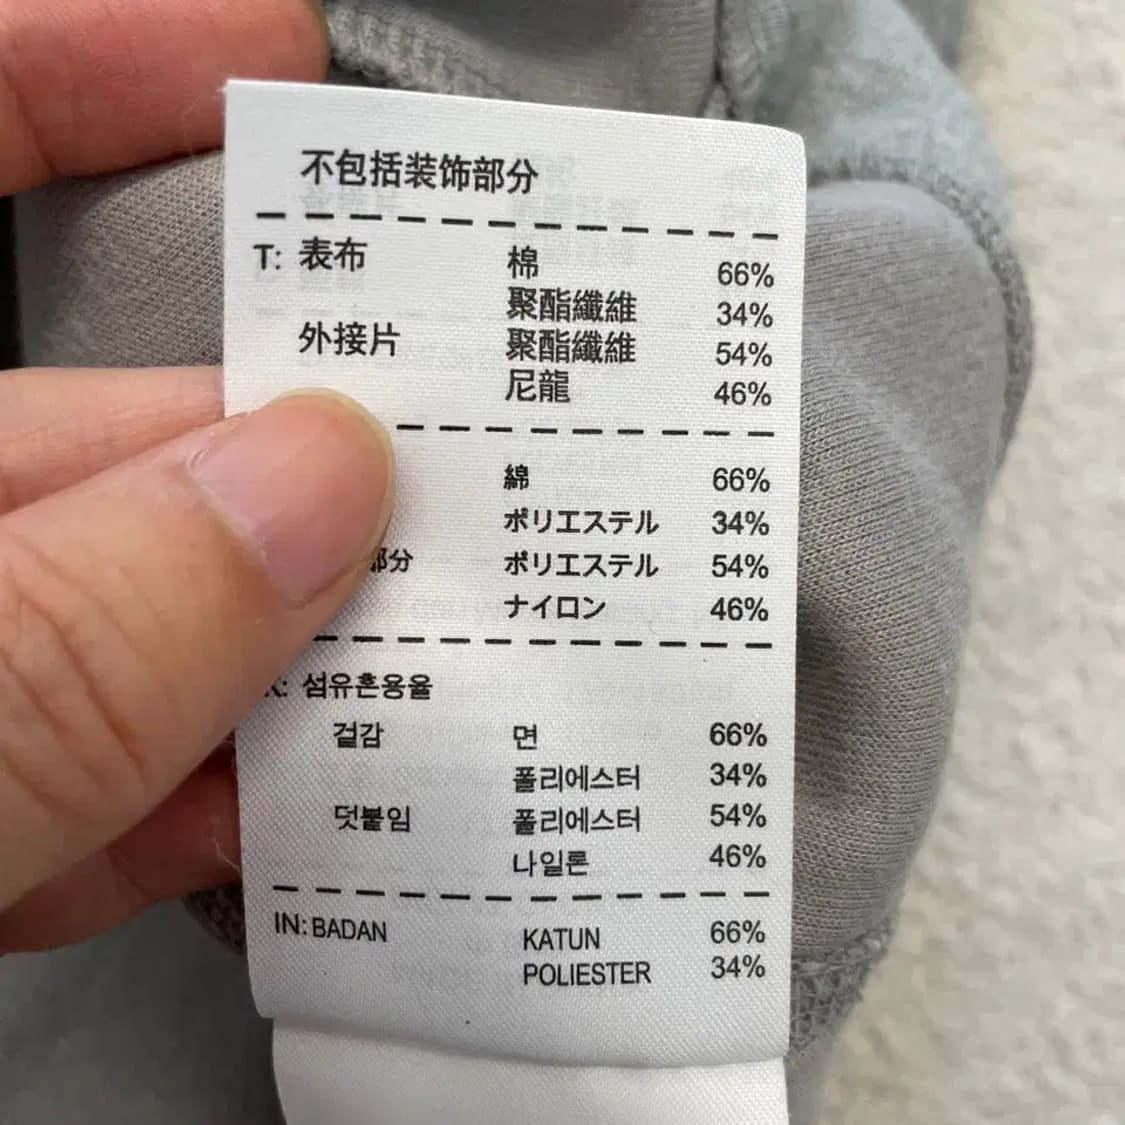 不包括装饰部分
T: 表布 棉 66%
聚酯纖維 34%
外接片 聚酯纖維 54%
尼龍 46%
綿 66%
ポリエステル 34%
部分 ポリエステル 54%
ナイロン 46%
K: 섬유혼용율
겉감 면 66%
폴리에스터 34%
덧붙임 폴리에스터 54%
나일론 46%
IN: BADAN KATUN 66%
POLIESTER 34%